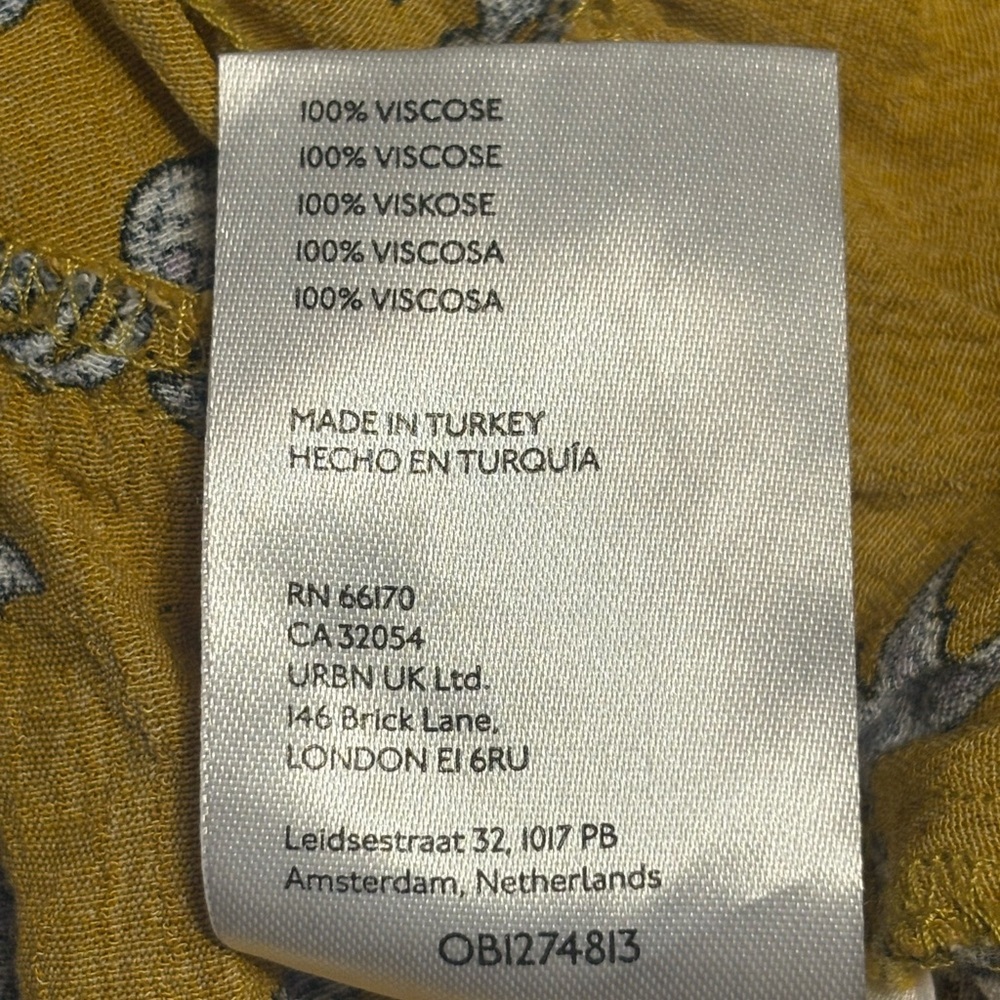 100% VISCOSE
100% VISCOSE
100% VISKOSE
100% VISCOSA
100% VISCOSA
MADE IN TURKEY
HECHO EN TURQUÍA
RN 66170
CA 32054
URBN UK Ltd.
146 Brick Lane,
LONDON E1 6RU
Leidsestraat 32, 1017 PB
Amsterdam, Netherlands
OB1274813